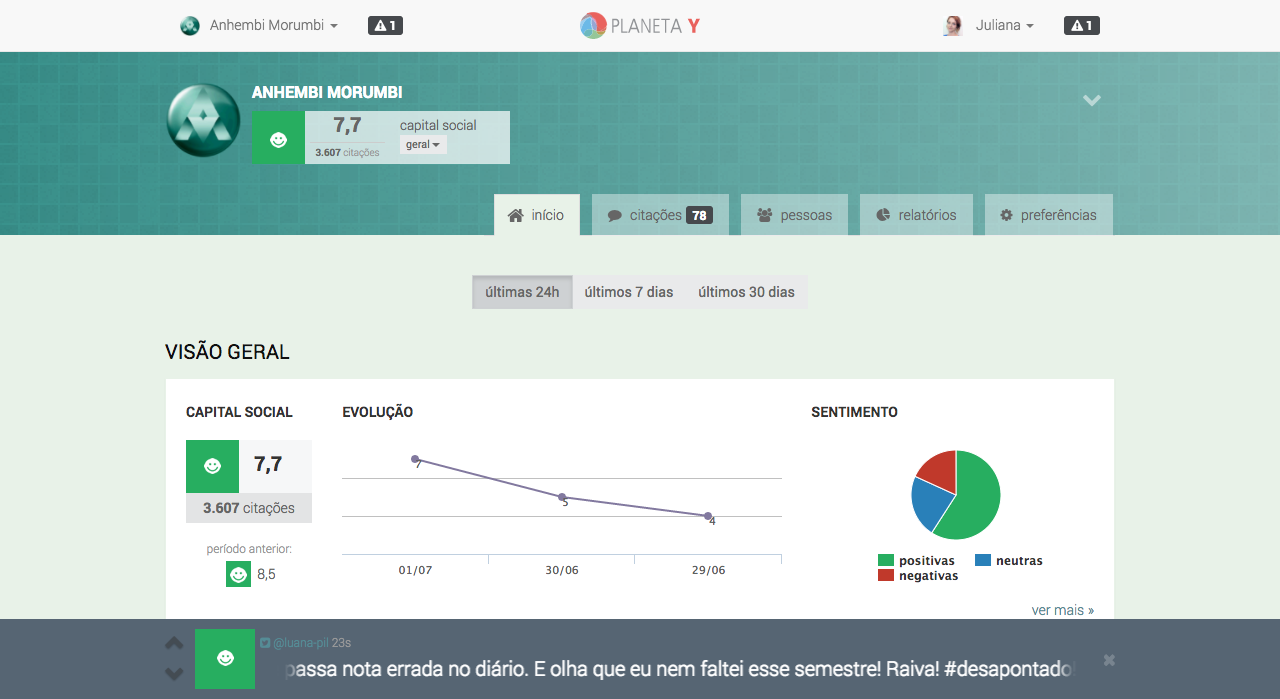 Anhembi Morumbi
1
PLANETA Y
Juliana
1
ANHEMBI MORUMBI
7,7
3.607 citações
capital social
geral
início
citações 78
pessoas
relatórios
preferências
últimas 24h
últimos 7 dias
últimos 30 dias
VISÃO GERAL
CAPITAL SOCIAL
7,7
3.607 citações
período anterior:
8,5
EVOLUÇÃO
7
5
4
01/07
30/06
29/06
SENTIMENTO
positivas
neutras
negativas
ver mais »
@luana-pil 23s
passa nota errada no diário. E olha que eu nem faltei esse semestre! Raiva! #desapontado